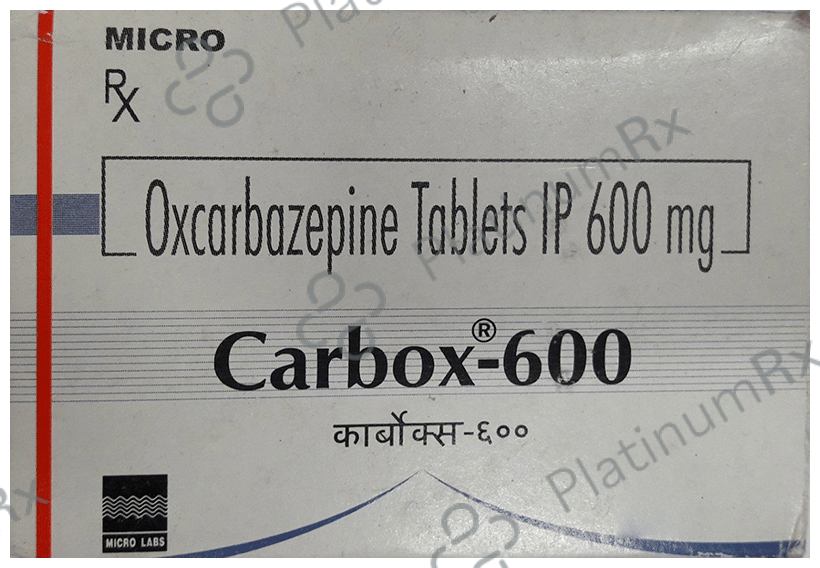 MICRO
Rx
Oxcarbazepine Tablets IP 600 mg
Carbox®-600
कार्बोक्स-६००
MICRO LABS
PlatinumRx
PlatinumRx
PlatinumRx